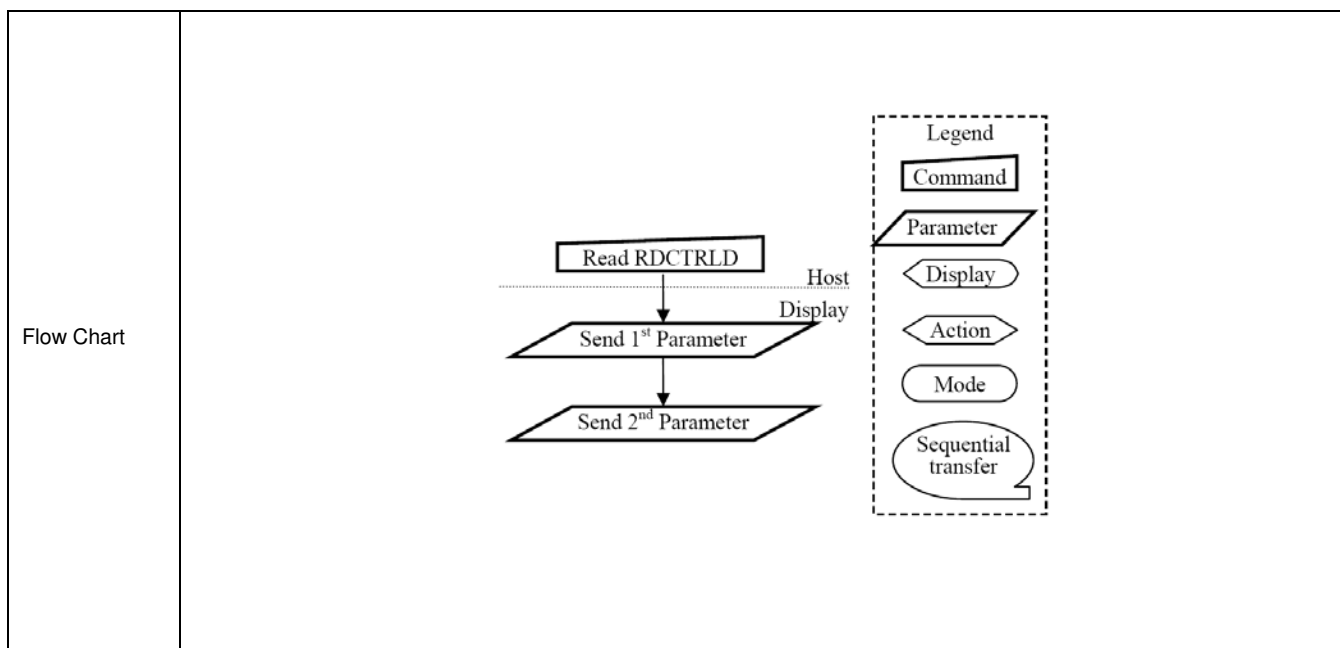 Flow Chart
Read RDCTRLD
Host
Display
Send 1st Parameter
Send 2nd Parameter
Legend
Command
Parameter
Display
Action
Mode
Sequential
transfer